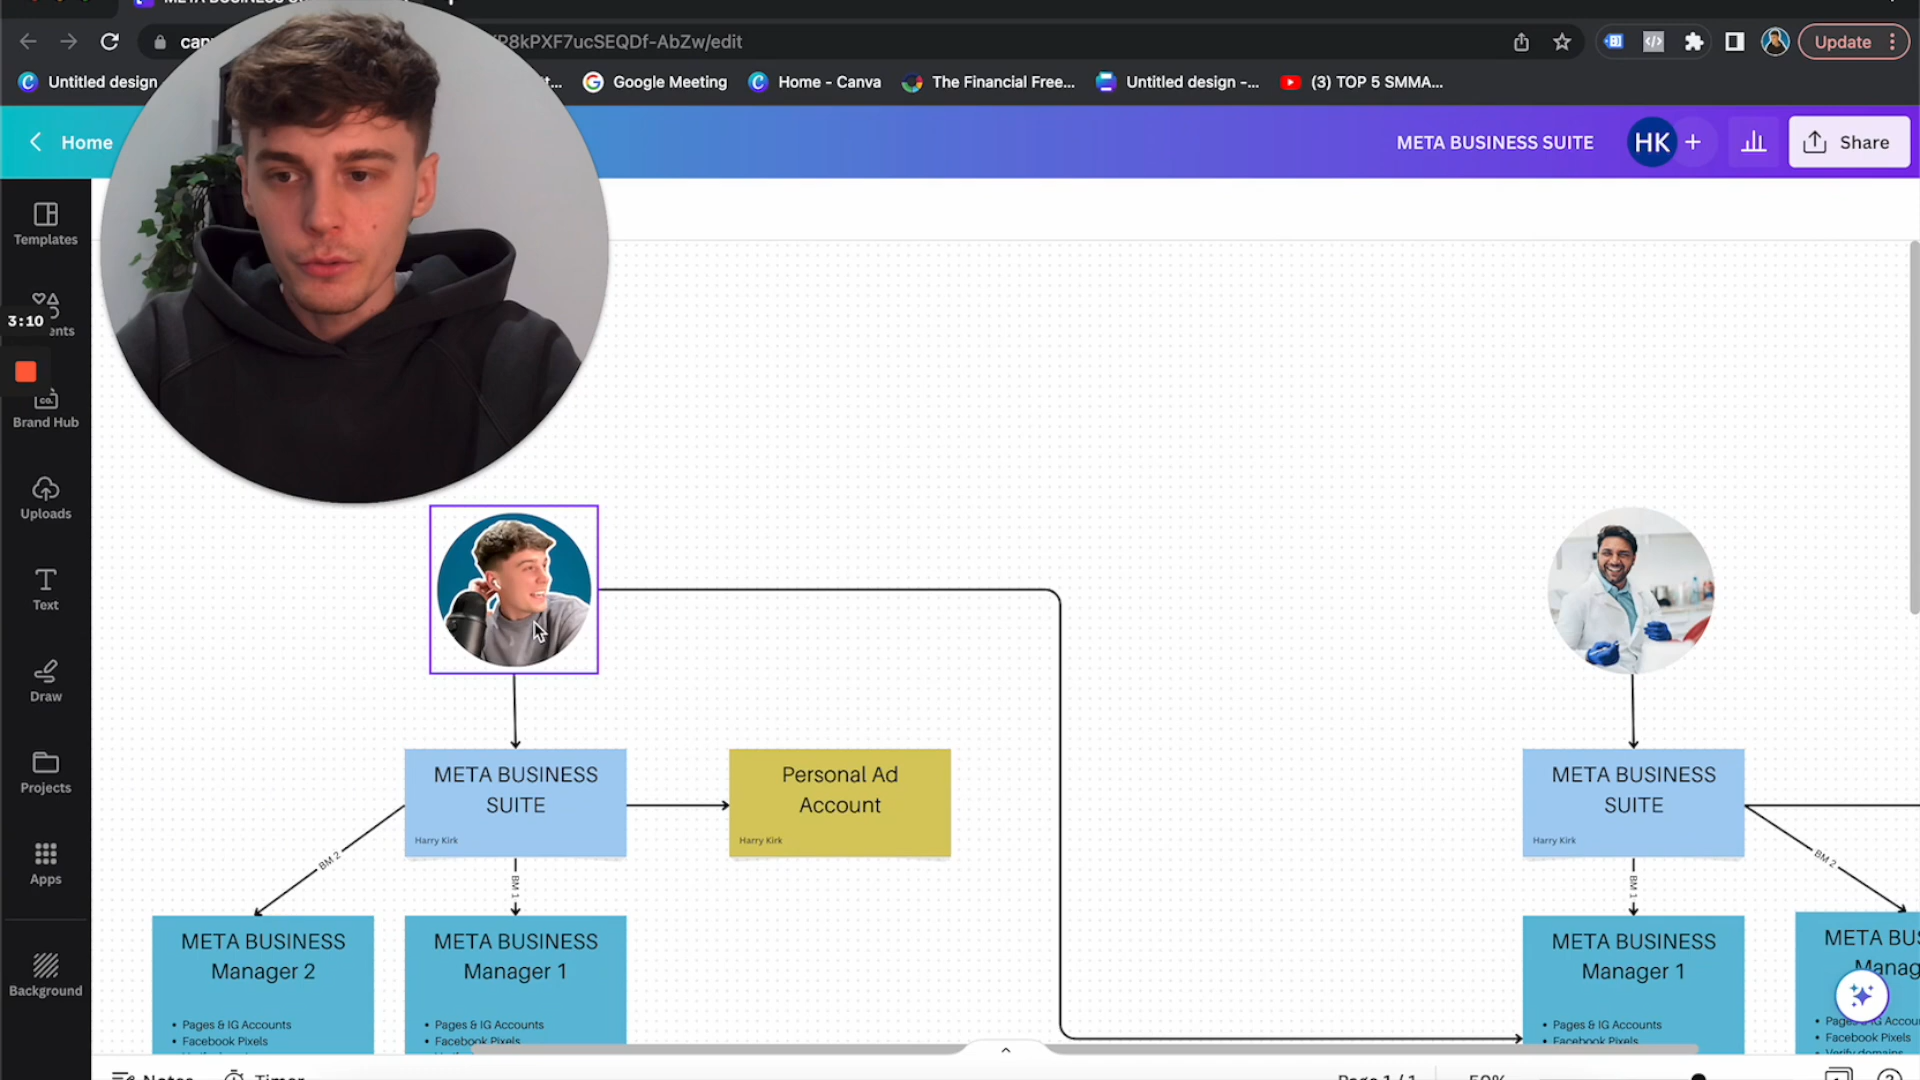 /P8kPXF7ucSEQDf-AbZw/edit
Update
Untitled design
Google Meeting
Home - Canva
The Financial Free...
Untitled design -...
(3) TOP 5 SMMA...
Home
META BUSINESS SUITE
HK
+
Share
Templates
3:10
ents
Brand Hub
co.
Uploads
Text
Draw
Projects
Apps
Background
META BUSINESS
SUITE
Harry Kirk
Personal Ad
Account
Harry Kirk
META BUSINESS
SUITE
Harry Kirk
BM 2
BM 1
BM 1
BM 2
META BUSINESS
Manager 2
• Pages & IG Accounts
• Facebook Pixels
META BUSINESS
Manager 1
• Pages & IG Accounts
• Facebook Pixels
META BUSINESS
Manager 1
• Pages & IG Accounts
• Facebook Pixels
META BUS
Manag
• Pages & IG Accou
• Facebook Pixels
• Verify domains
Notes
Timer
Page 1 / 1
50%